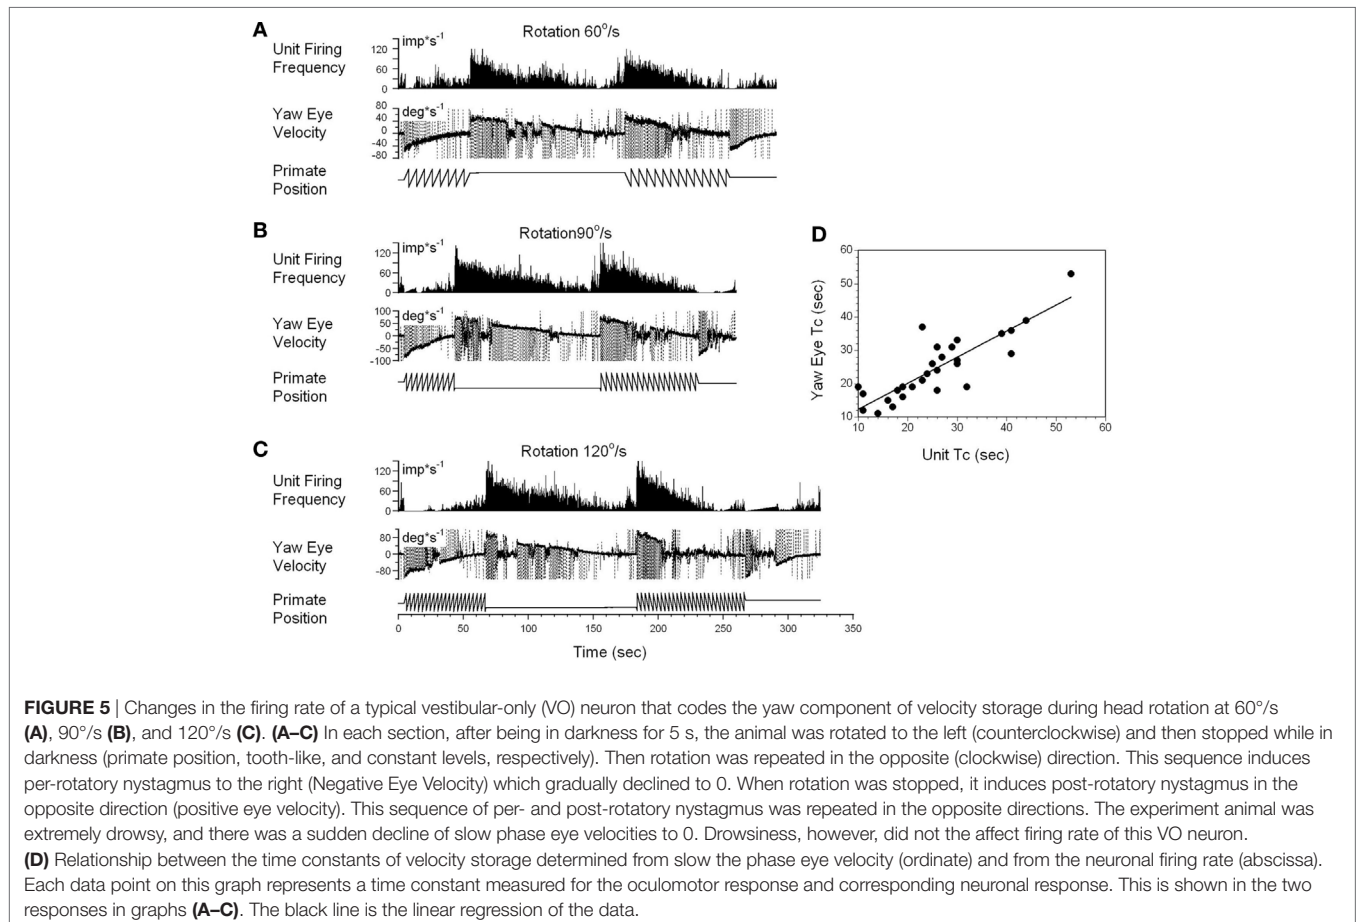 A
Rotation 60°/s
Unit Firing
Frequency
imp*s-1
120
60
0
Yaw Eye
Velocity
deg*s-1
80
40
0
-40
-80
Primate
Position
B
Rotation90°/s
Unit Firing
Frequency
imp*s-1
120
60
0
Yaw Eye
Velocity
deg*s-1
100
50
0
-50
-100
Primate
Position
C
Rotation 120°/s
Unit Firing
Frequency
imp*s-1
120
60
0
Yaw Eye
Velocity
deg*s-1
80
0
-80
Primate
Position
0 50 100 150 200 250 300 350
Time (sec)
D
Yaw Eye Tc (sec)
60
50
40
30
20
10
10 20 30 40 50 60
Unit Tc (sec)
FIGURE 5 | Changes in the firing rate of a typical vestibular-only (VO) neuron that codes the yaw component of velocity storage during head rotation at 60°/s
(A), 90°/s (B), and 120°/s (C). (A–C) In each section, after being in darkness for 5 s, the animal was rotated to the left (counterclockwise) and then stopped while in
darkness (primate position, tooth-like, and constant levels, respectively). Then rotation was repeated in the opposite (clockwise) direction. This sequence induces
per-rotatory nystagmus to the right (Negative Eye Velocity) which gradually declined to 0. When rotation was stopped, it induces post-rotatory nystagmus in the
opposite direction (positive eye velocity). This sequence of per- and post-rotatory nystagmus was repeated in the opposite directions. The experiment animal was
extremely drowsy, and there was a sudden decline of slow phase eye velocities to 0. Drowsiness, however, did not the affect firing rate of this VO neuron.
(D) Relationship between the time constants of velocity storage determined from slow the phase eye velocity (ordinate) and from the neuronal firing rate (abscissa).
Each data point on this graph represents a time constant measured for the oculomotor response and corresponding neuronal response. This is shown in the two
responses in graphs (A–C). The black line is the linear regression of the data.